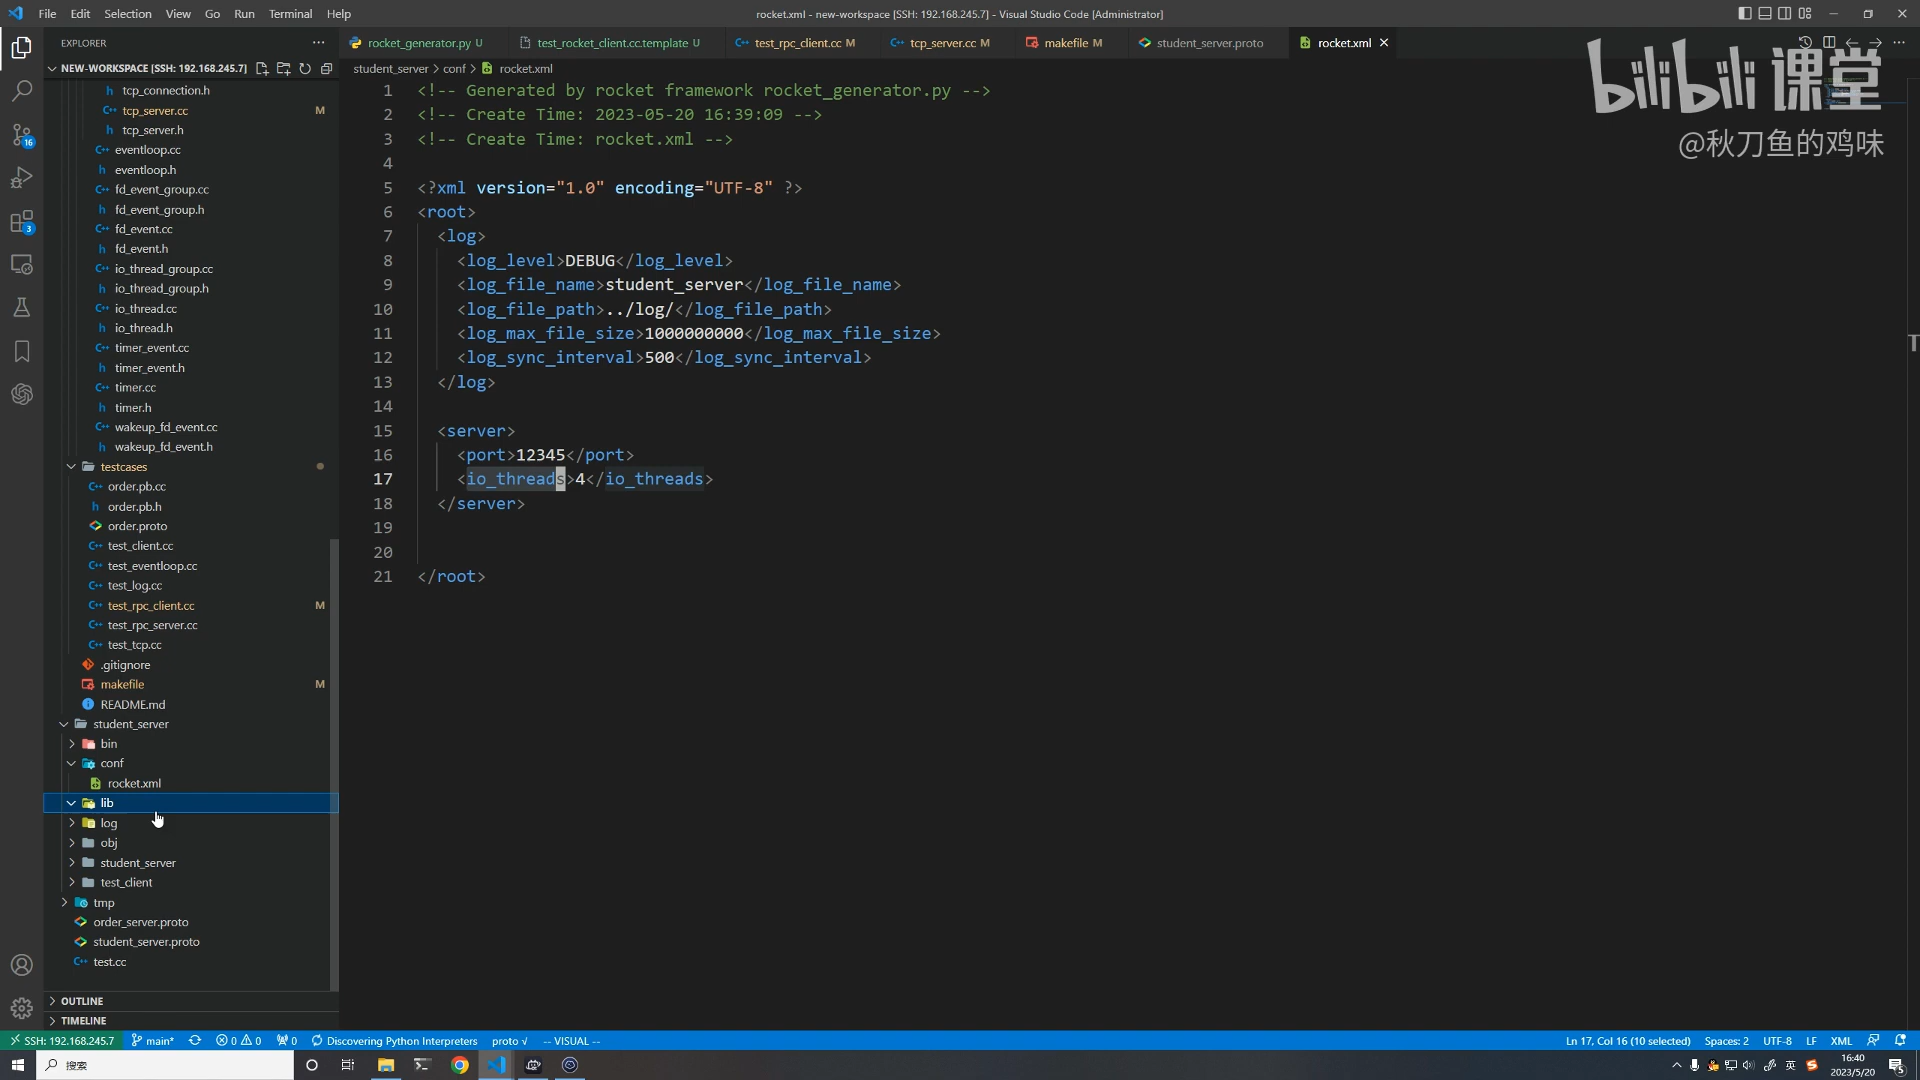 File Edit Selection View Go Run Terminal Help
rocket.xml - new-workspace [SSH: 192.168.245.7] - Visual Studio Code [Administrator]
EXPLORER
rocket_generator.py U
test_rocket_client.cc.template U
test_rpc_client.cc M
tcp_server.cc M
makefile M
student_server.proto
rocket.xml
NEW-WORKSPACE [SSH: 192.168.245.7]
student_server > conf > rocket.xml
bilibili 课堂
@秋刀鱼的鸡味
tcp_connection.h
tcp_server.cc M
tcp_server.h
eventloop.cc
eventloop.h
fd_event_group.cc
fd_event_group.h
fd_event.cc
fd_event.h
io_thread_group.cc
io_thread_group.h
io_thread.cc
io_thread.h
timer_event.cc
timer_event.h
timer.cc
timer.h
wakeup_fd_event.cc
wakeup_fd_event.h
testcases
order.pb.cc
order.pb.h
order.proto
test_client.cc
test_eventloop.cc
test_log.cc
test_rpc_client.cc M
test_rpc_server.cc
test_tcp.cc
.gitignore
makefile M
README.md
student_server
bin
conf
rocket.xml
lib
log
obj
student_server
test_client
tmp
order_server.proto
student_server.proto
test.cc
OUTLINE
TIMELINE
16
3
1 <!-- Generated by rocket framework rocket_generator.py -->
2 <!-- Create Time: 2023-05-20 16:39:09 -->
3 <!-- Create Time: rocket.xml -->
4
5 <?xml version="1.0" encoding="UTF-8" ?>
6 <root>
7 <log>
8 <log_level>DEBUG</log_level>
9 <log_file_name>student_server</log_file_name>
10 <log_file_path>../log/</log_file_path>
11 <log_max_file_size>1000000000</log_max_file_size>
12 <log_sync_interval>500</log_sync_interval>
13 </log>
14
15 <server>
16 <port>12345</port>
17 <io_threads>4</io_threads>
18 </server>
19
20
21 </root>
SSH: 192.168.245.7 main* 0 0 0 Discovering Python Interpreters proto √ -- VISUAL --
Ln 17, Col 16 (10 selected) Spaces: 2 UTF-8 LF XML
搜索
英
16:40
2023/5/20
5